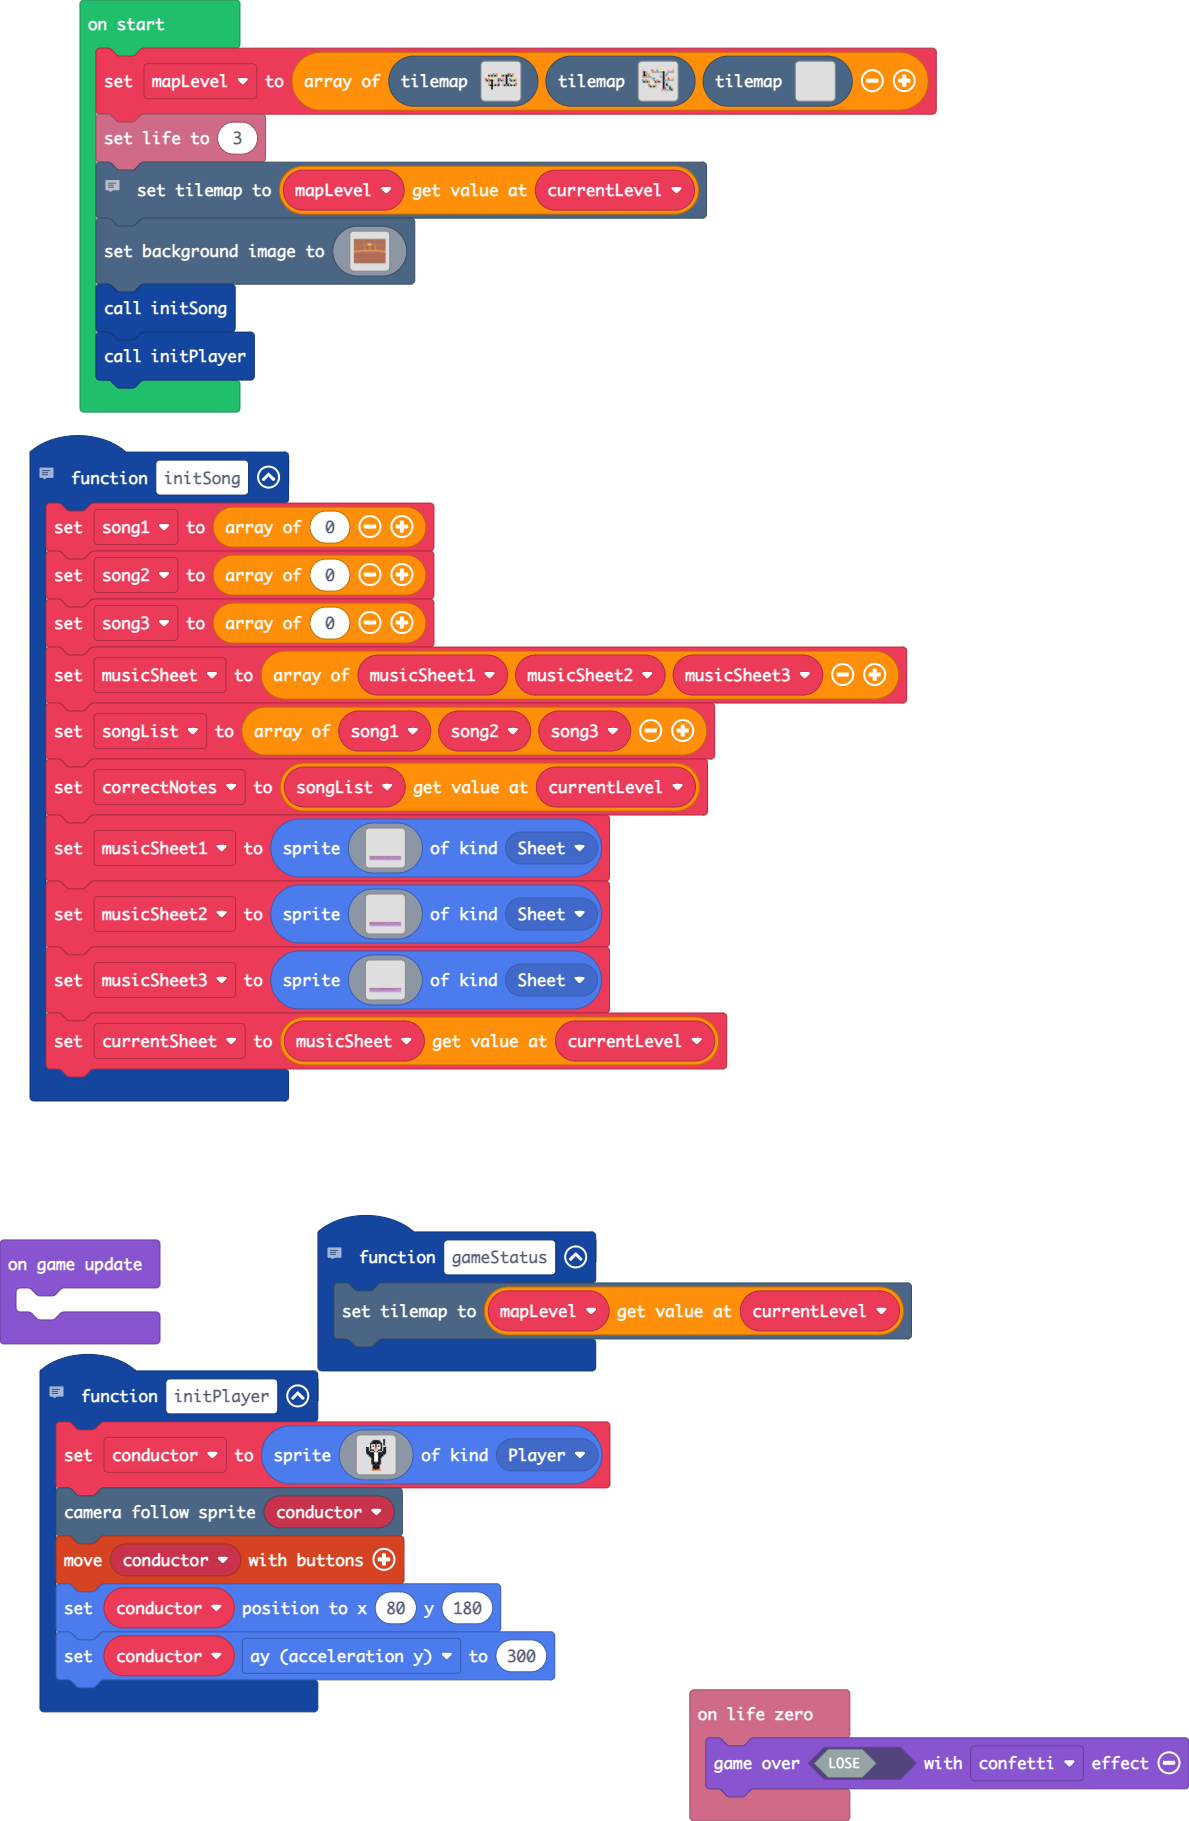 on start
set mapLevel to array of tilemap tilemap tilemap
set life to 3
set tilemap to mapLevel get value at currentLevel
set background image to
call initSong
call initPlayer
function initSong
set song1 to array of 0
set song2 to array of 0
set song3 to array of 0
set musicSheet to array of musicSheet1 musicSheet2 musicSheet3
set songList to array of song1 song2 song3
set correctNotes to songList get value at currentLevel
set musicSheet1 to sprite of kind Sheet
set musicSheet2 to sprite of kind Sheet
set musicSheet3 to sprite of kind Sheet
set currentSheet to musicSheet get value at currentLevel
on game update
function gameStatus
set tilemap to mapLevel get value at currentLevel
function initPlayer
set conductor to sprite of kind Player
camera follow sprite conductor
move conductor with buttons
set conductor position to x 80 y 180
set conductor ay (acceleration y) to 300
on life zero
game over LOSE with confetti effect